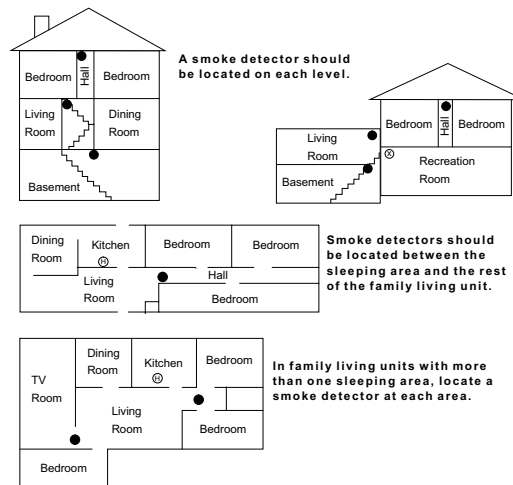 A smoke detector should
be located on each level.
Bedroom
Hall
Bedroom
Living
Room
Dining
Room
Basement
Bedroom
Hall
Bedroom
Living
Room
X
Recreation
Room
Basement
Dining
Room
Kitchen
H
Bedroom
Bedroom
Living
Room
Hall
Bedroom
Smoke detectors should
be located between the
sleeping area and the rest
of the family living unit.
TV
Room
Dining
Room
Kitchen
H
Bedroom
Living
Room
Bedroom
Bedroom
In family living units with more
than one sleeping area, locate a
smoke detector at each area.